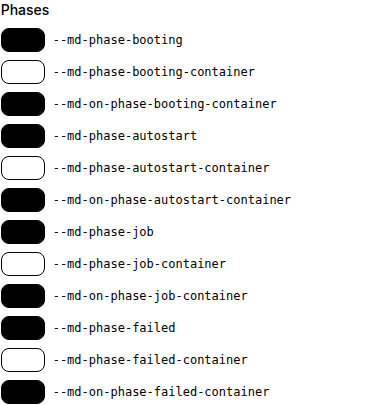 Phases
--md-phase-booting
--md-phase-booting-container
--md-on-phase-booting-container
--md-phase-autostart
--md-phase-autostart-container
--md-on-phase-autostart-container
--md-phase-job
--md-phase-job-container
--md-on-phase-job-container
--md-phase-failed
--md-phase-failed-container
--md-on-phase-failed-container